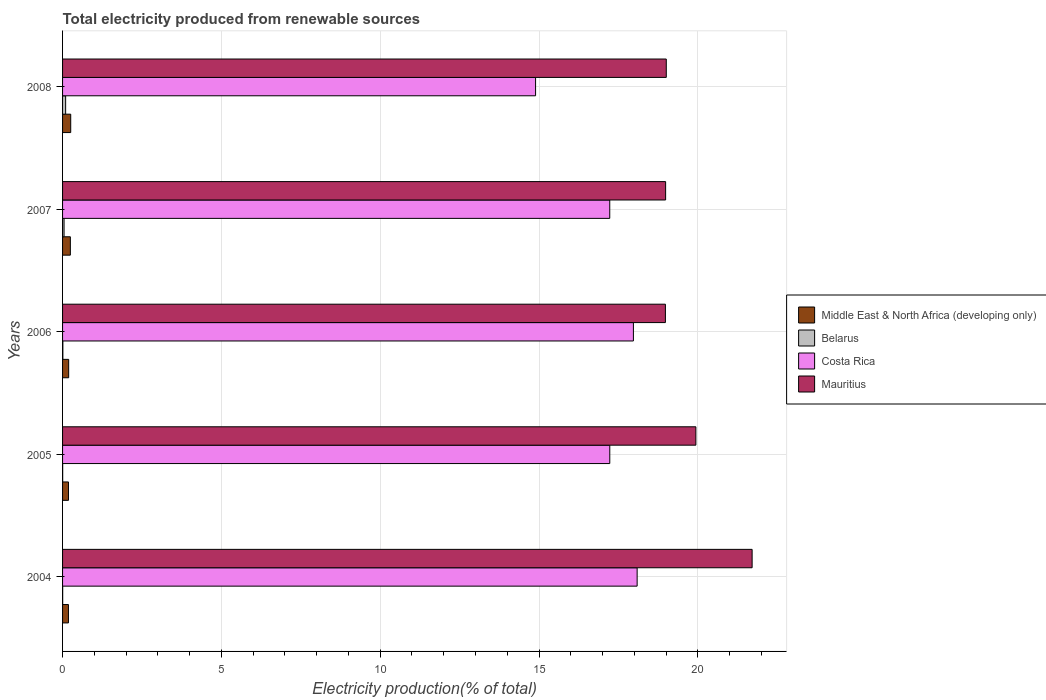 Total electricity produced from renewable sources
2008
2007
2006
2005
2004
Years
0
5
10
15
20
Electricity production(% of total)
Middle East & North Africa (developing only)
Belarus
Costa Rica
Mauritius